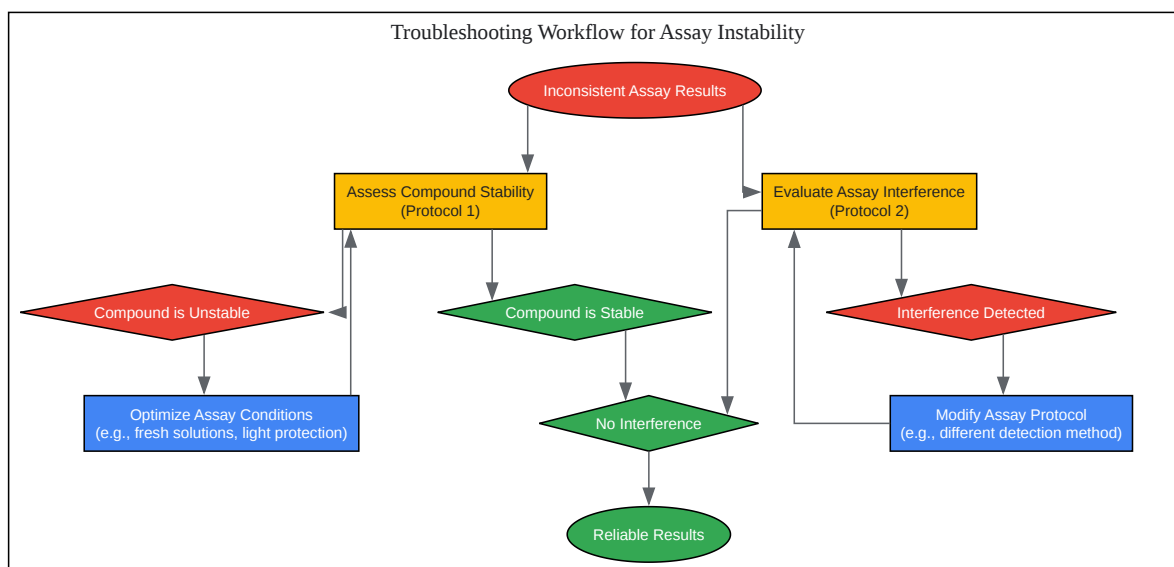 Troubleshooting Workflow for Assay Instability
Inconsistent Assay Results
Assess Compound Stability
(Protocol 1)
Evaluate Assay Interference
(Protocol 2)
Compound is Unstable
Compound is Stable
Interference Detected
Optimize Assay Conditions
(e.g., fresh solutions, light protection)
No Interference
Modify Assay Protocol
(e.g., different detection method)
Reliable Results